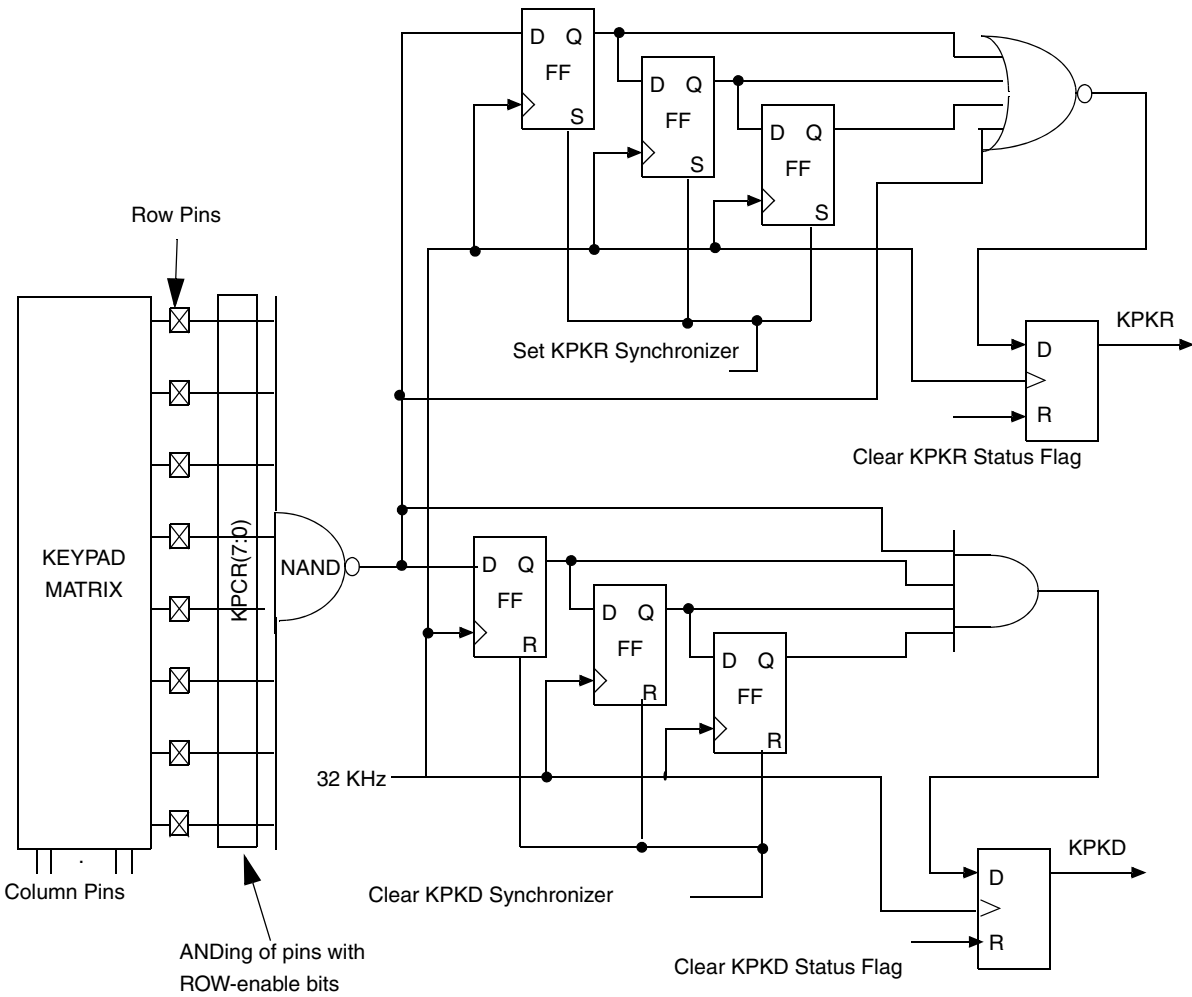 D Q
FF
S
D Q
FF
S
D Q
FF
S
Row Pins
Set KPKR Synchronizer
KPKR
D
R
Clear KPKR Status Flag
KEYPAD
MATRIX
KPCR(7:0)
NAND
D Q
FF
R
D Q
FF
R
D Q
FF
R
32 KHz
KPKD
D
R
Column Pins
Clear KPKD Synchronizer
ANDing of pins with
ROW-enable bits
Clear KPKD Status Flag